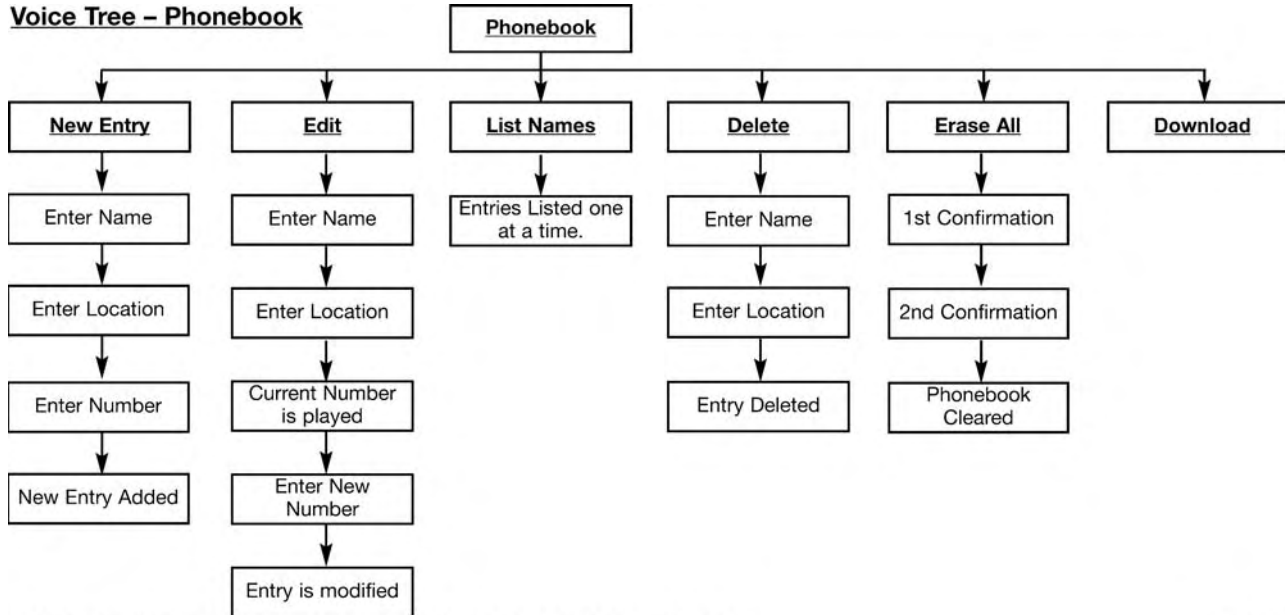 Voice Tree – Phonebook
Phonebook
New Entry
Edit
List Names
Delete
Erase All
Download
Enter Name
Enter Name
Entries Listed one
at a time.
Enter Name
1st Confirmation
Enter Location
Enter Location
Enter Location
2nd Confirmation
Enter Number
Current Number
is played
Entry Deleted
Phonebook
Cleared
New Entry Added
Enter New
Number
Entry is modified